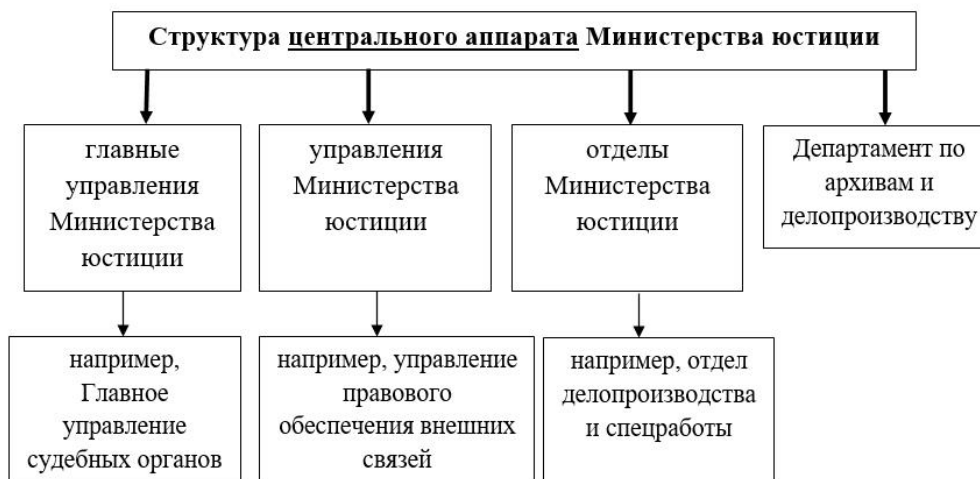 Структура центрального аппарата Министерства юстиции
главные
управления
Министерства
юстиции
управления
Министерства
юстиции
отделы
Министерства
юстиции
Департамент по
архивам и
делопроизводству
например,
Главное
управление
судебных органов
например, управление
правового
обеспечения внешних
связей
например, отдел
делопроизводства
и спецработы